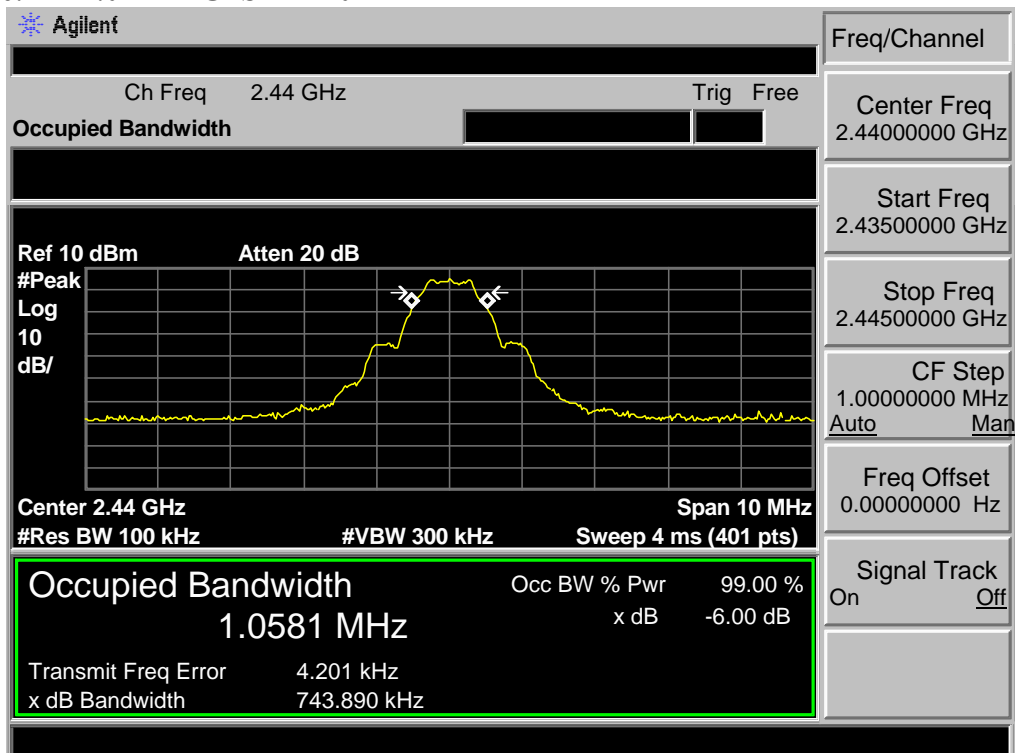 Agilent
Freq/Channel
Ch Freq 2.44 GHz Trig Free
Occupied Bandwidth
Center Freq
2.44000000 GHz
Start Freq
2.43500000 GHz
Stop Freq
2.44500000 GHz
CF Step
1.00000000 MHz
Auto Man
Freq Offset
0.00000000 Hz
Signal Track
On Off
Ref 10 dBm Atten 20 dB
#Peak
Log
10
dB/
Center 2.44 GHz Span 10 MHz
#Res BW 100 kHz #VBW 300 kHz Sweep 4 ms (401 pts)
Occupied Bandwidth
1.0581 MHz
Occ BW % Pwr 99.00 %
x dB -6.00 dB
Transmit Freq Error 4.201 kHz
x dB Bandwidth 743.890 kHz